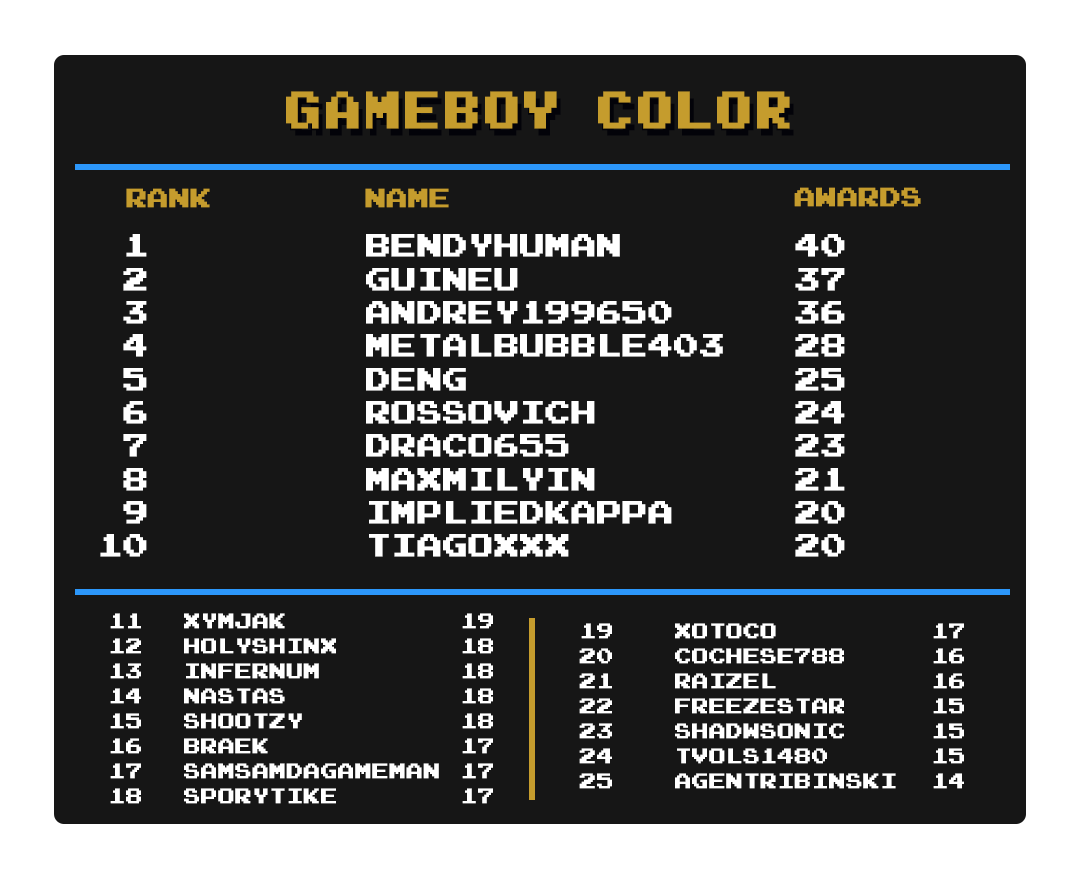 GAMEBOY COLOR
RANK NAME AWARDS
1 BENDYHUMAN 40
2 GUINEU 37
3 ANDREY199650 36
4 METALBUBBLE403 28
5 DENG 25
6 ROSSOVICH 24
7 DRACO655 23
8 MAXMILYIN 21
9 IMPLIEDKAPPA 20
10 TIAGOXXX 20
11 XYMJAK 19
12 HOLYSHINX 18
13 INFERNUM 18
14 NASTAS 18
15 SHOOTZY 18
16 BRAEK 17
17 SAMSAMDAGAMEMAN 17
18 SPORYTIKE 17
19 XOTOCO 17
20 COCHESE788 16
21 RAIZEL 16
22 FREEZESTAR 15
23 SHADWSONIC 15
24 TVOLS1480 15
25 AGENTRIBINSKI 14